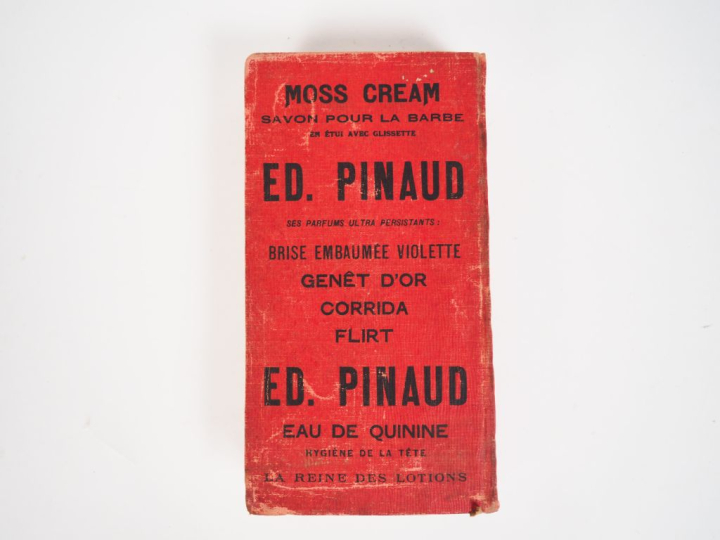 MOSS CREAM
SAVON POUR LA BARBE
EN ÉTUI AVEC GLISSETTE
ED. PINAUD
SES PARFUMS ULTRA PERSISTANTS :
BRISE EMBAUMÉE VIOLETTE
GENÊT D'OR
CORRIDA
FLIRT
ED. PINAUD
EAU DE QUININE
HYGIÈNE DE LA TÊTE
LA REINE DES LOTIONS